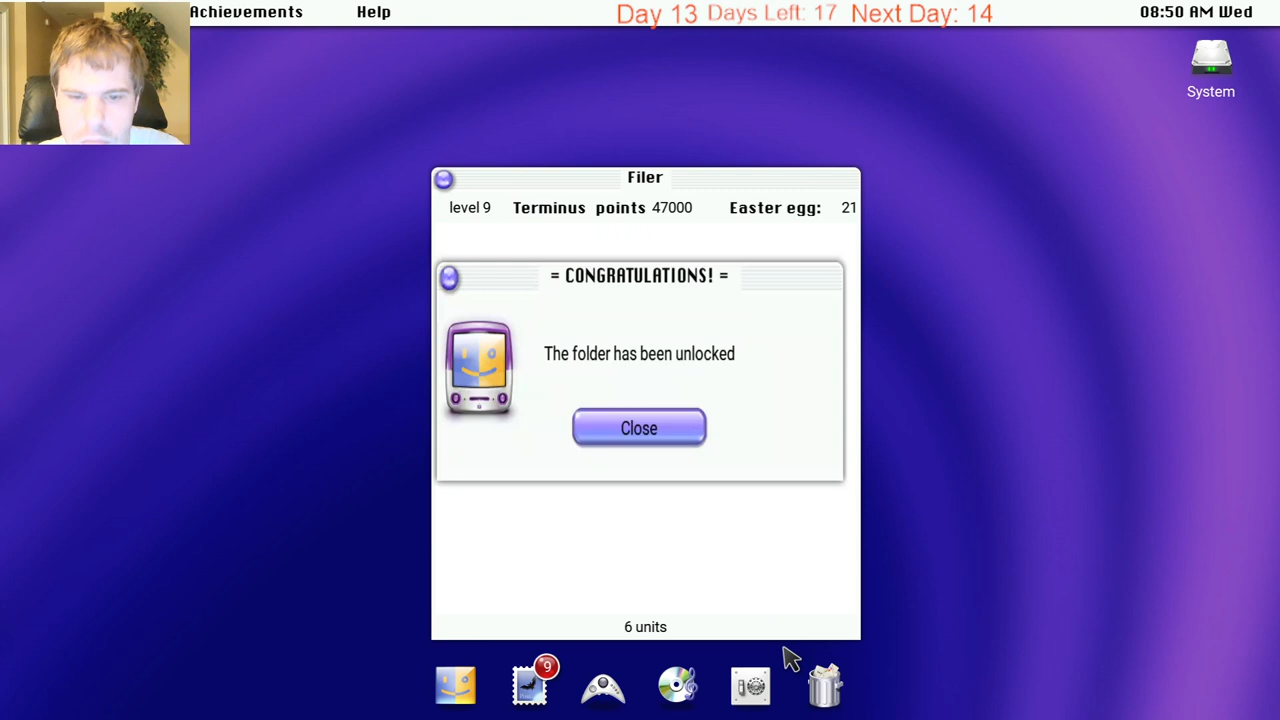 Achievements Help Day 13 Days Left: 17 Next Day: 14 08:50 AM Wed
System
Filer
level 9 Terminus points 47000 Easter egg: 21
= CONGRATULATIONS! =
The folder has been unlocked
Close
6 units
9